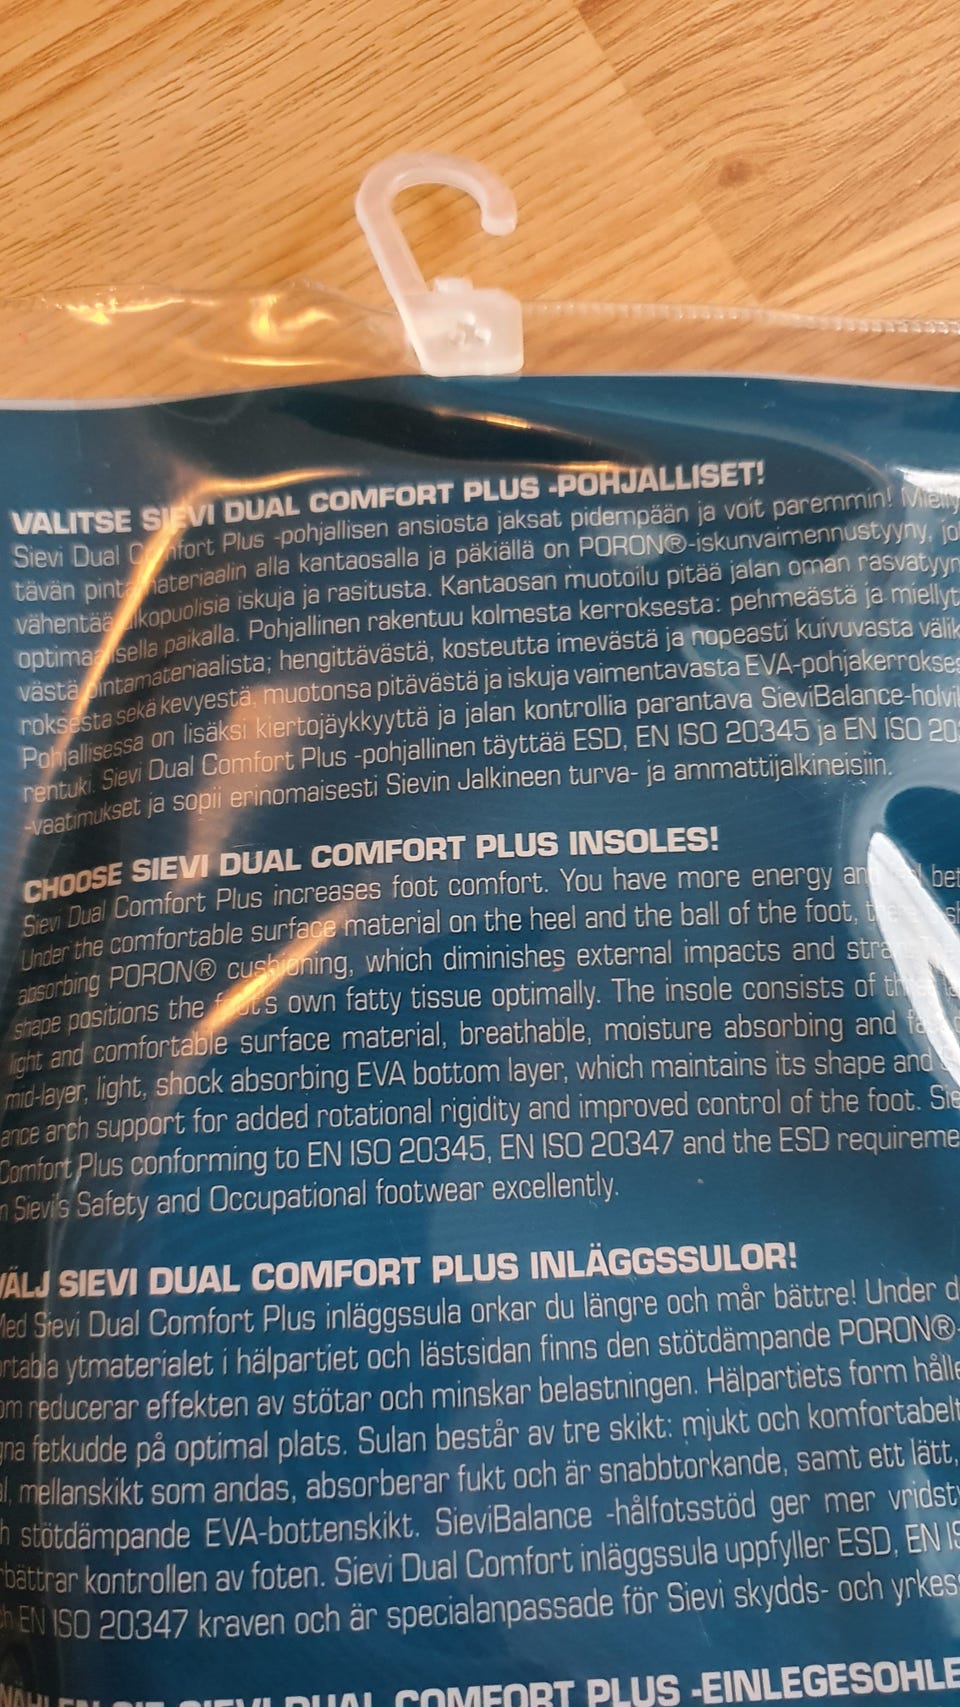 VALITSE SIEVI DUAL COMFORT PLUS -POHJALLISET!
Sievi Dual Comfort Plus -pohjallisen ansiosta jaksat pidempään ja voit paremmin!
tävän pintamateriaalin alla kantaosalla ja päkiällä on PORON®-iskunvaimennustyyny,
vähentää ulkopuolisia iskuja ja rasitusta. Kantaosan muotoilu pitää jalan oman
optimaalisella paikalla. Pohjallinen rakentuu kolmesta kerroksesta: pehmeästä ja
västä pintamateriaalista; hengittävästä, kosteutta imevästä ja nopeasti kuivuvasta
roksesta sekä kevyestä, muotonsa pitävästä ja iskuja vaimentavasta
Pohjallisessa on lisäksi kiertojäykkyyttä ja jalan kontrollia parantava
rentuki. Sievi Dual Comfort Plus -pohjallinen täyttää ESD, EN ISO 20345 ja EN ISO
-vaatimukset ja sopii erinomaisesti Sievin Jalkineen turva- ja ammattijalkineisiin.
CHOOSE SIEVI DUAL COMFORT PLUS INSOLES!
Sievi Dual Comfort Plus increases foot comfort. You have more energy and
Under the comfortable surface material on the heel and the ball of the foot,
absorbing PORON® cushioning, which diminishes external impacts and
shape positions the foot's own fatty tissue optimally. The insole consists of
light and comfortable surface material, breathable, moisture absorbing and
mid-layer, light, shock absorbing EVA bottom layer, which maintains its shape and
ance arch support for added rotational rigidity and improved control of the foot.
Comfort Plus conforming to EN ISO 20345, EN ISO 20347 and the ESD
Sievi's Safety and Occupational footwear excellently.
VÄLJ SIEVI DUAL COMFORT PLUS INLÄGGSSULOR!
Med Sievi Dual Comfort Plus inläggssula orkar du längre och mår bättre! Under
ytmaterialet i hälpartiet och lästsidan finns den stötdämpande PORON®-
om reducerar effekten av stötar och minskar belastningen. Hälpartiets form
gna fetkudde på optimal plats. Sulan består av tre skikt: mjukt och komfortabelt
mellanskikt som andas, absorberar fukt och är snabbtorkande, samt ett lätt,
stötdämpande EVA-bottenskikt. SieviBalance -hålfotsstöd ger mer
bättrar kontrollen av foten. Sievi Dual Comfort inläggssula uppfyller ESD, EN
EN ISO 20347 kraven och är specialanpassade för Sievi skydds- och
SIEVI DUAL COMFORT PLUS -EINLEGESOHLE